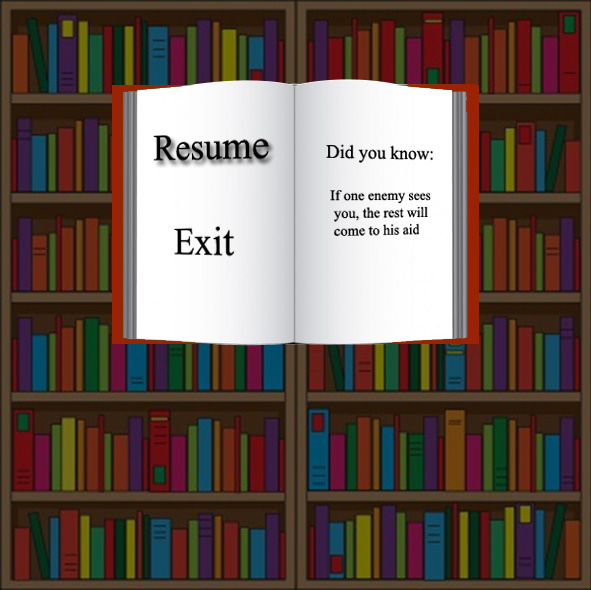 Resume
Exit
Did you know:
If one enemy sees
you, the rest will
come to his aid